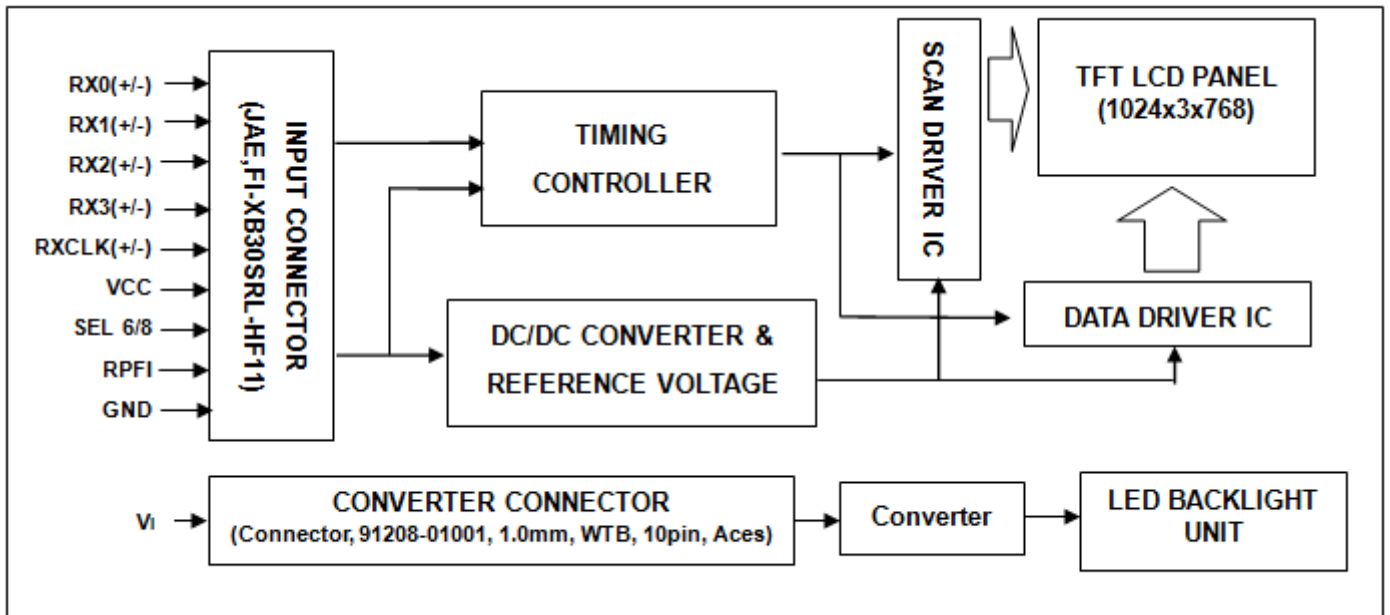 RX0(+/-)
RX1(+/-)
RX2(+/-)
RX3(+/-)
RXCLK(+/-)
VCC
SEL 6/8
RPFI
GND
INPUT CONNECTOR
(JAE,FI-XB30SRL-HF11)
TIMING
CONTROLLER
DC/DC CONVERTER &
REFERENCE VOLTAGE
SCAN DRIVER IC
TFT LCD PANEL
(1024x3x768)
DATA DRIVER IC
VI
CONVERTER CONNECTOR
(Connector, 91208-01001, 1.0mm, WTB, 10pin, Aces)
Converter
LED BACKLIGHT
UNIT